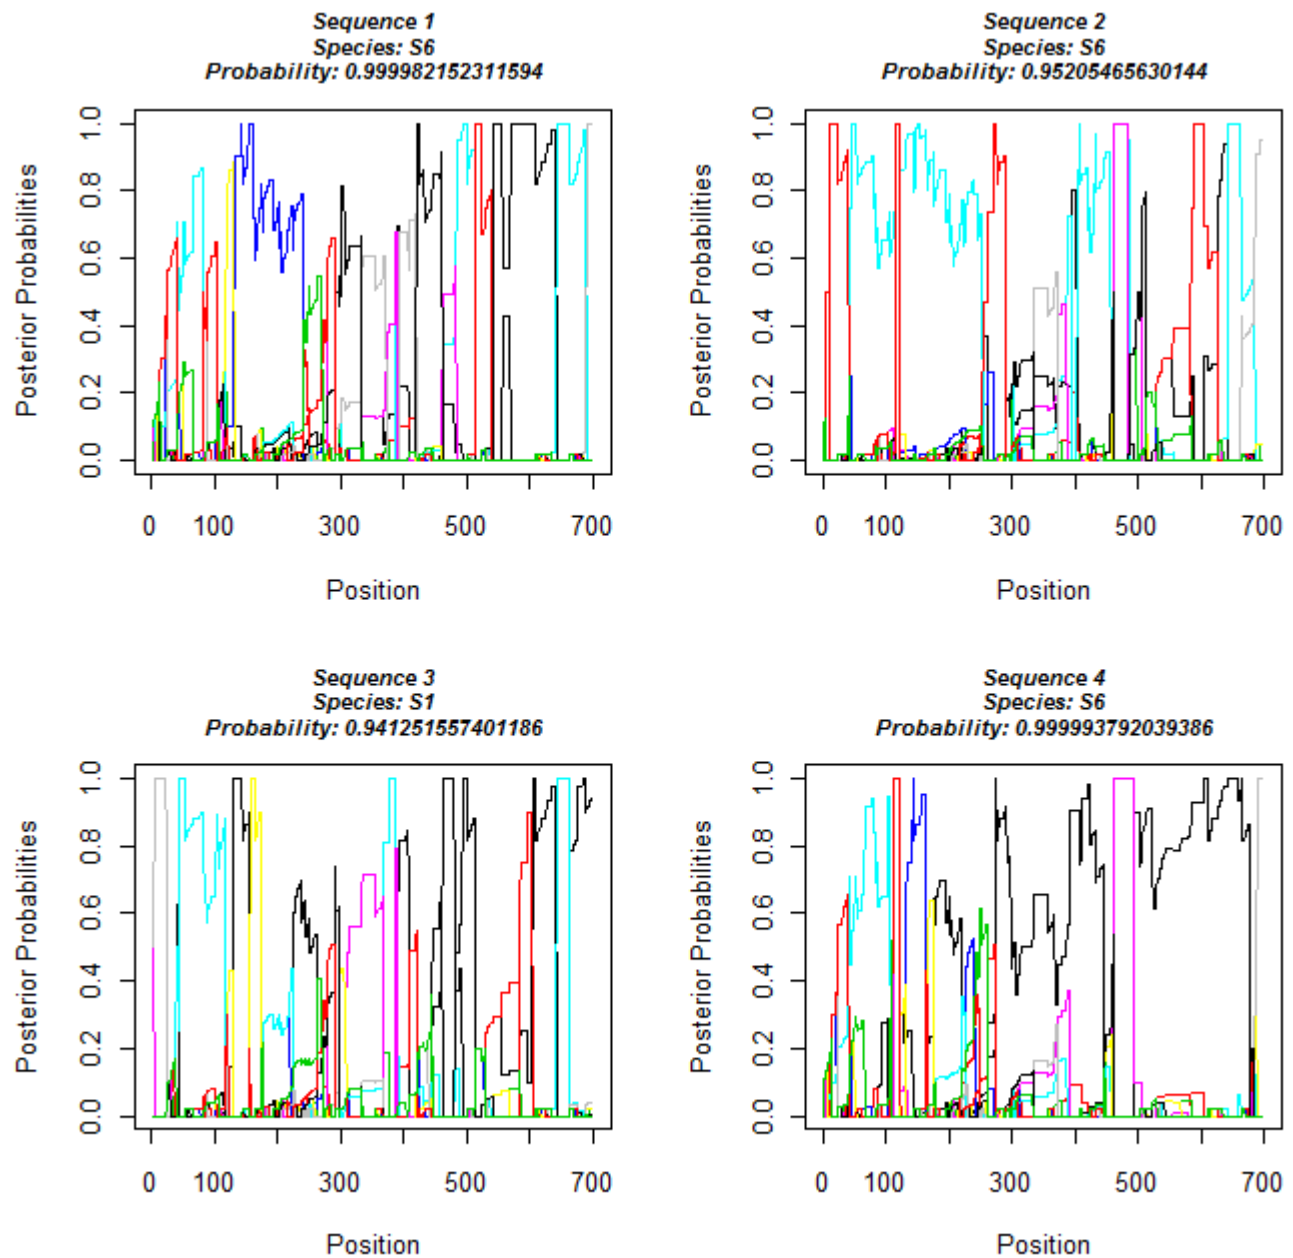 Sequence 1
Species: S6
Probability: 0.999982152311594
Posterior Probabilities
1.0
0.8
0.6
0.4
0.2
0.0
0 100 300 500 700
Position
Sequence 2
Species: S6
Probability: 0.95205465630144
Posterior Probabilities
1.0
0.8
0.6
0.4
0.2
0.0
0 100 300 500 700
Position
Sequence 3
Species: S1
Probability: 0.941251557401186
Posterior Probabilities
1.0
0.8
0.6
0.4
0.2
0.0
0 100 300 500 700
Position
Sequence 4
Species: S6
Probability: 0.999993792039386
Posterior Probabilities
1.0
0.8
0.6
0.4
0.2
0.0
0 100 300 500 700
Position